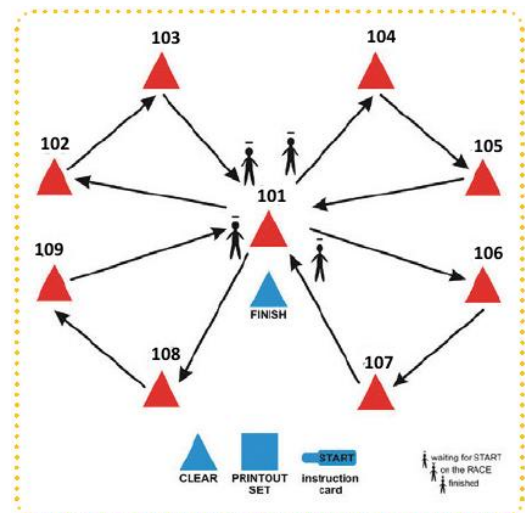 103
104
102
105
101
109
106
FINISH
108
107
START
CLEAR
PRINTOUT
SET
instruction
card
waiting for START
on the RACE
finished